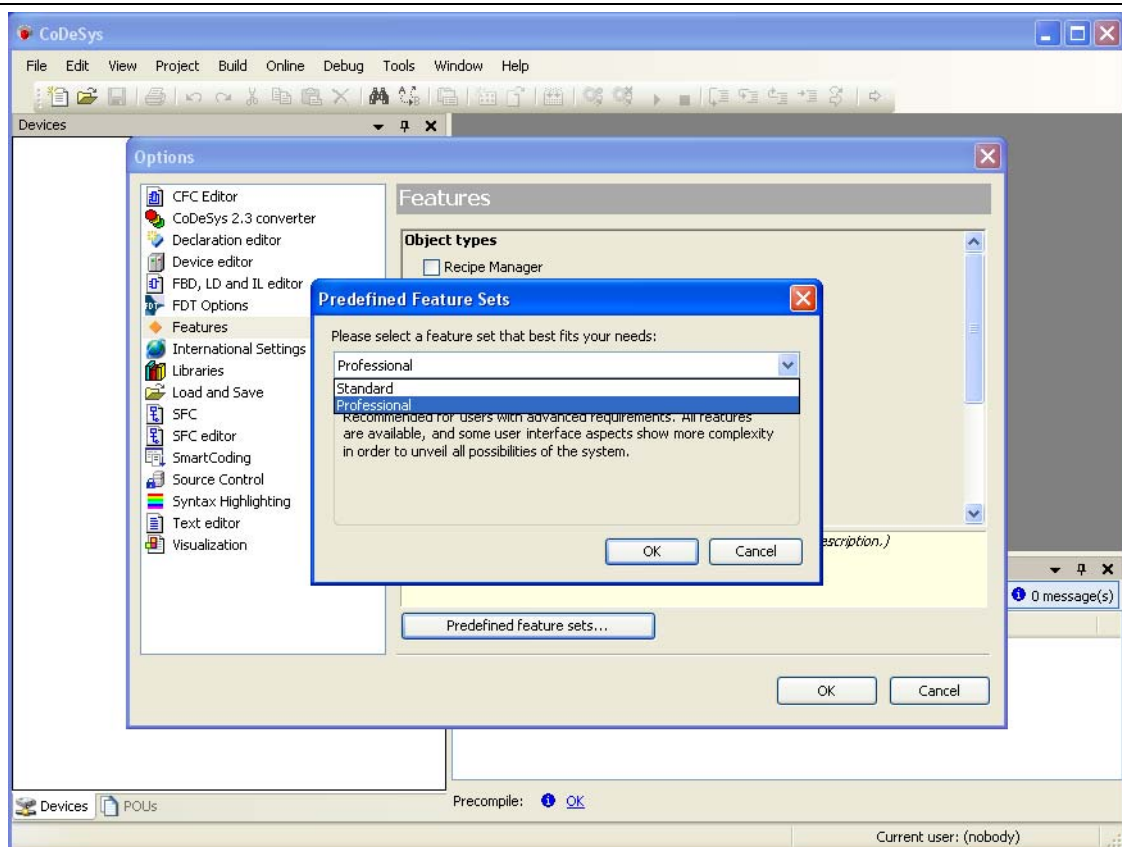 CoDeSys
File Edit View Project Build Online Debug Tools Window Help
Devices
Options
CFC Editor
CoDeSys 2.3 converter
Declaration editor
Device editor
FBD, LD and IL editor
FDT Options
Features
International Settings
Libraries
Load and Save
SFC
SFC editor
SmartCoding
Source Control
Syntax Highlighting
Text editor
Visualization
Features
Object types
Recipe Manager
Predefined Feature Sets
Please select a feature set that best fits your needs:
Professional
Standard
Professional
Recommended for users with advanced requirements. All features
are available, and some user interface aspects show more complexity
in order to unveil all possibilities of the system.
OK Cancel
escription.)
Predefined feature sets...
OK Cancel
0 message(s)
Devices POUs
Precompile: OK
Current user: (nobody)